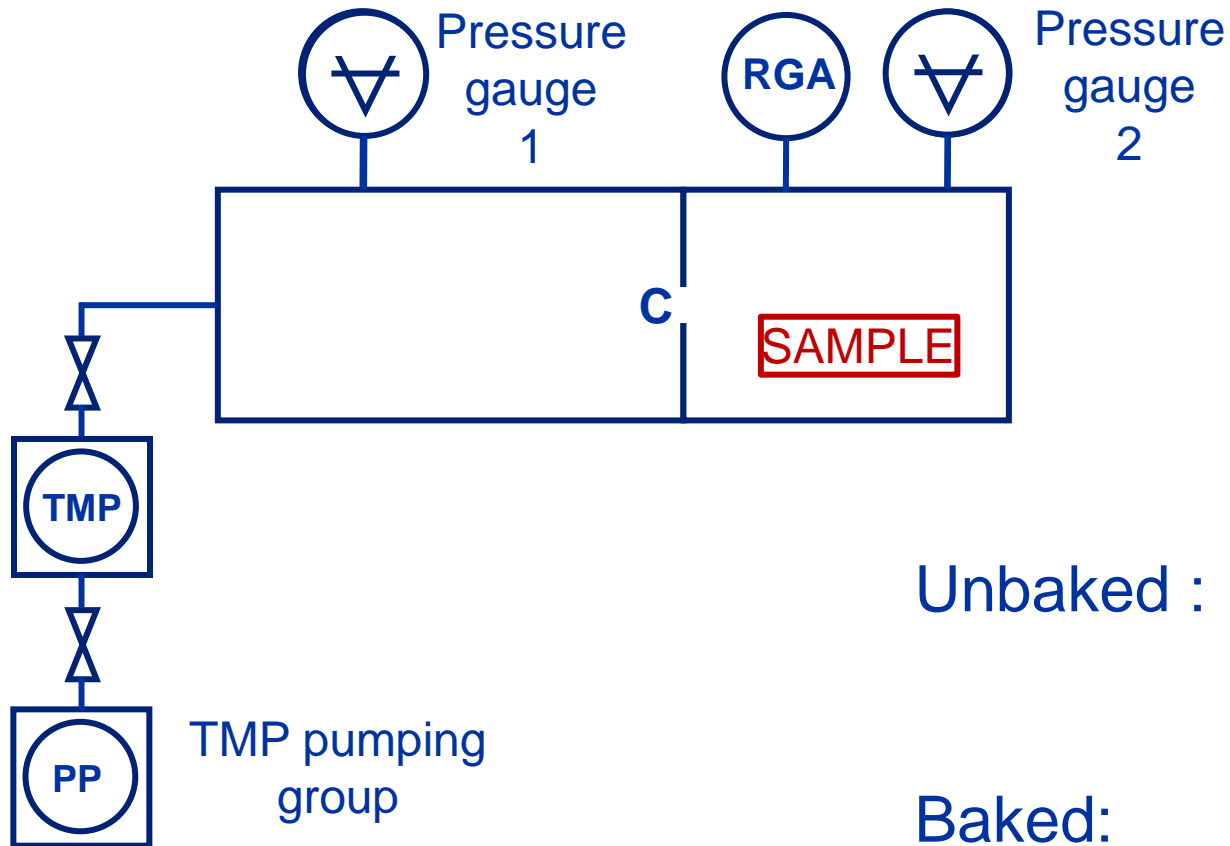 Pressure
gauge
1
RGA
Pressure
gauge
2
C
SAMPLE
TMP
Unbaked :
PP
TMP pumping
group
Baked: